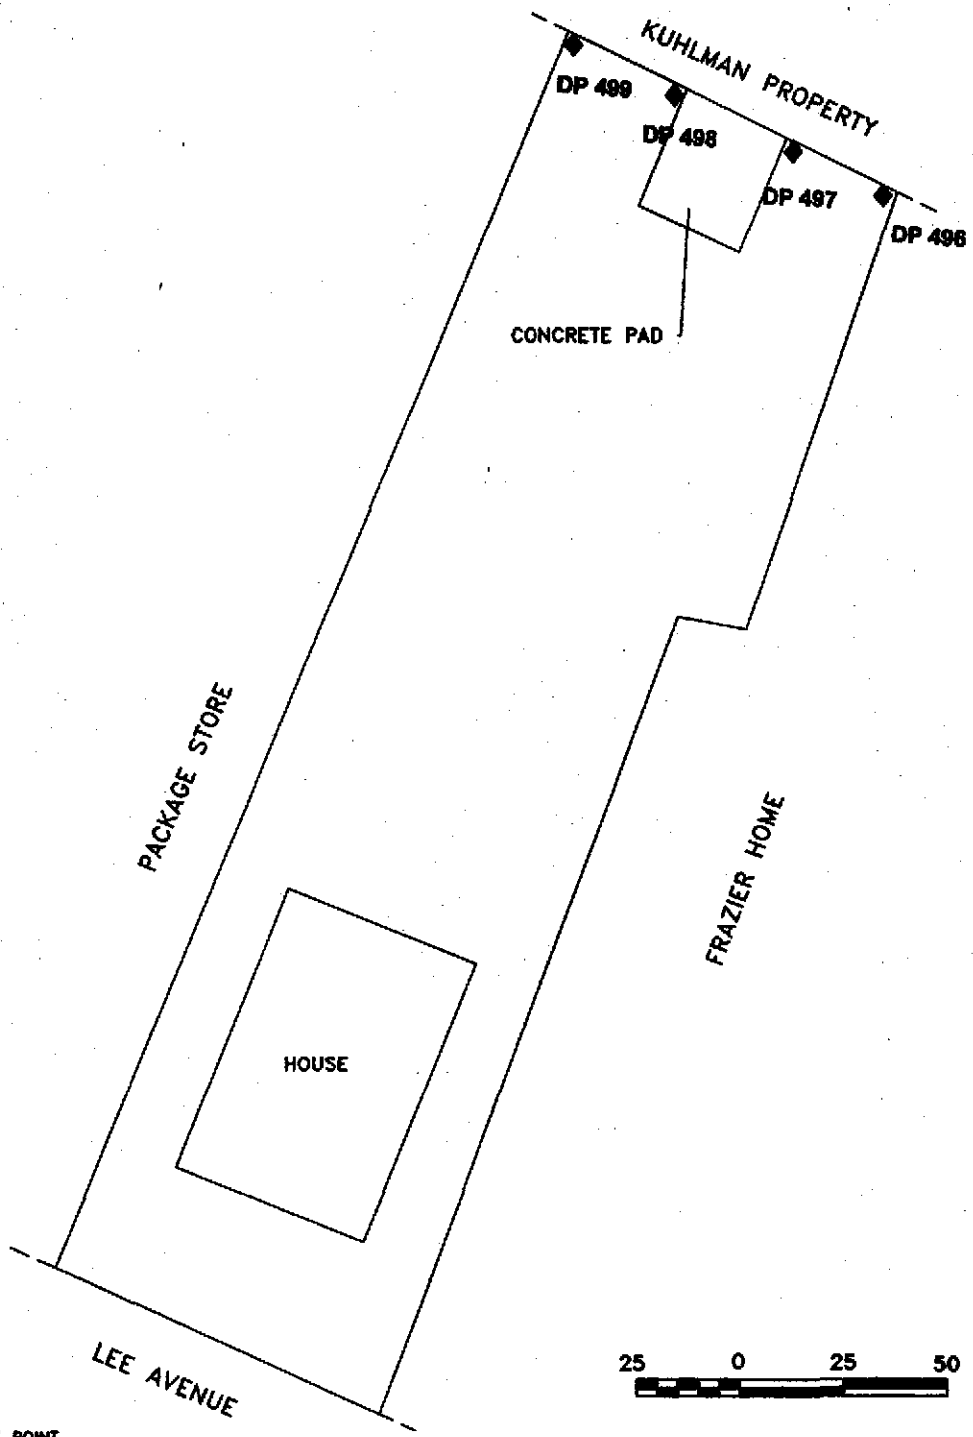 KUHLMAN PROPERTY
DP 499
DP 498
DP 497
DP 496
CONCRETE PAD
PACKAGE STORE
FRAZIER HOME
HOUSE
LEE AVENUE
25 0 25 50
POINT